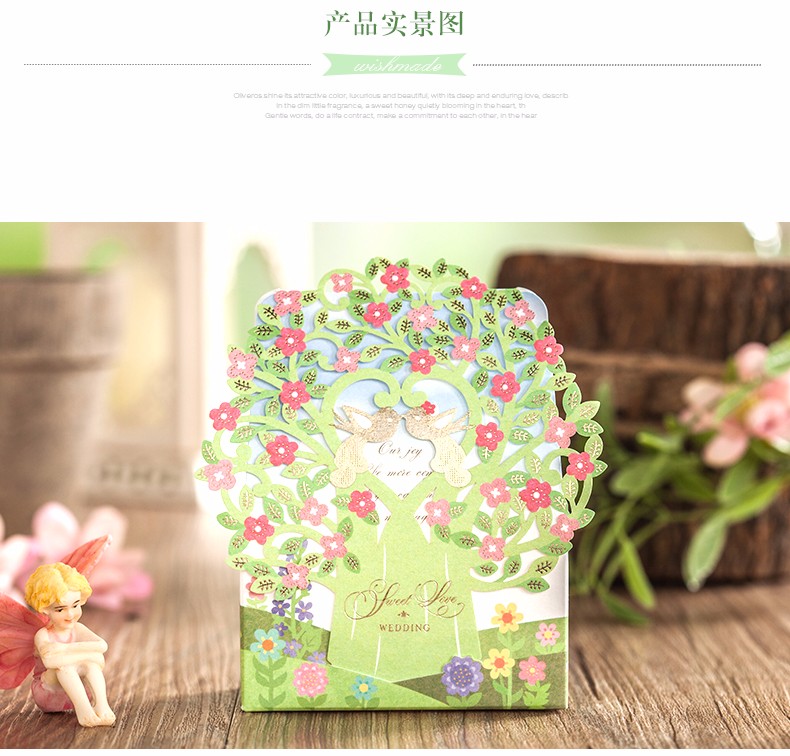 产品实景图
wishmade
Oliveros shine its attractive color, luxurious and beautiful, with its deep and enduring love, describ
In the dim little fragrance, a sweet honey quietly blooming in the heart, th
Gentle words, do a life contract, make a commitment to each other, in the hear
Our joy
more
Sweet Love
WEDDING